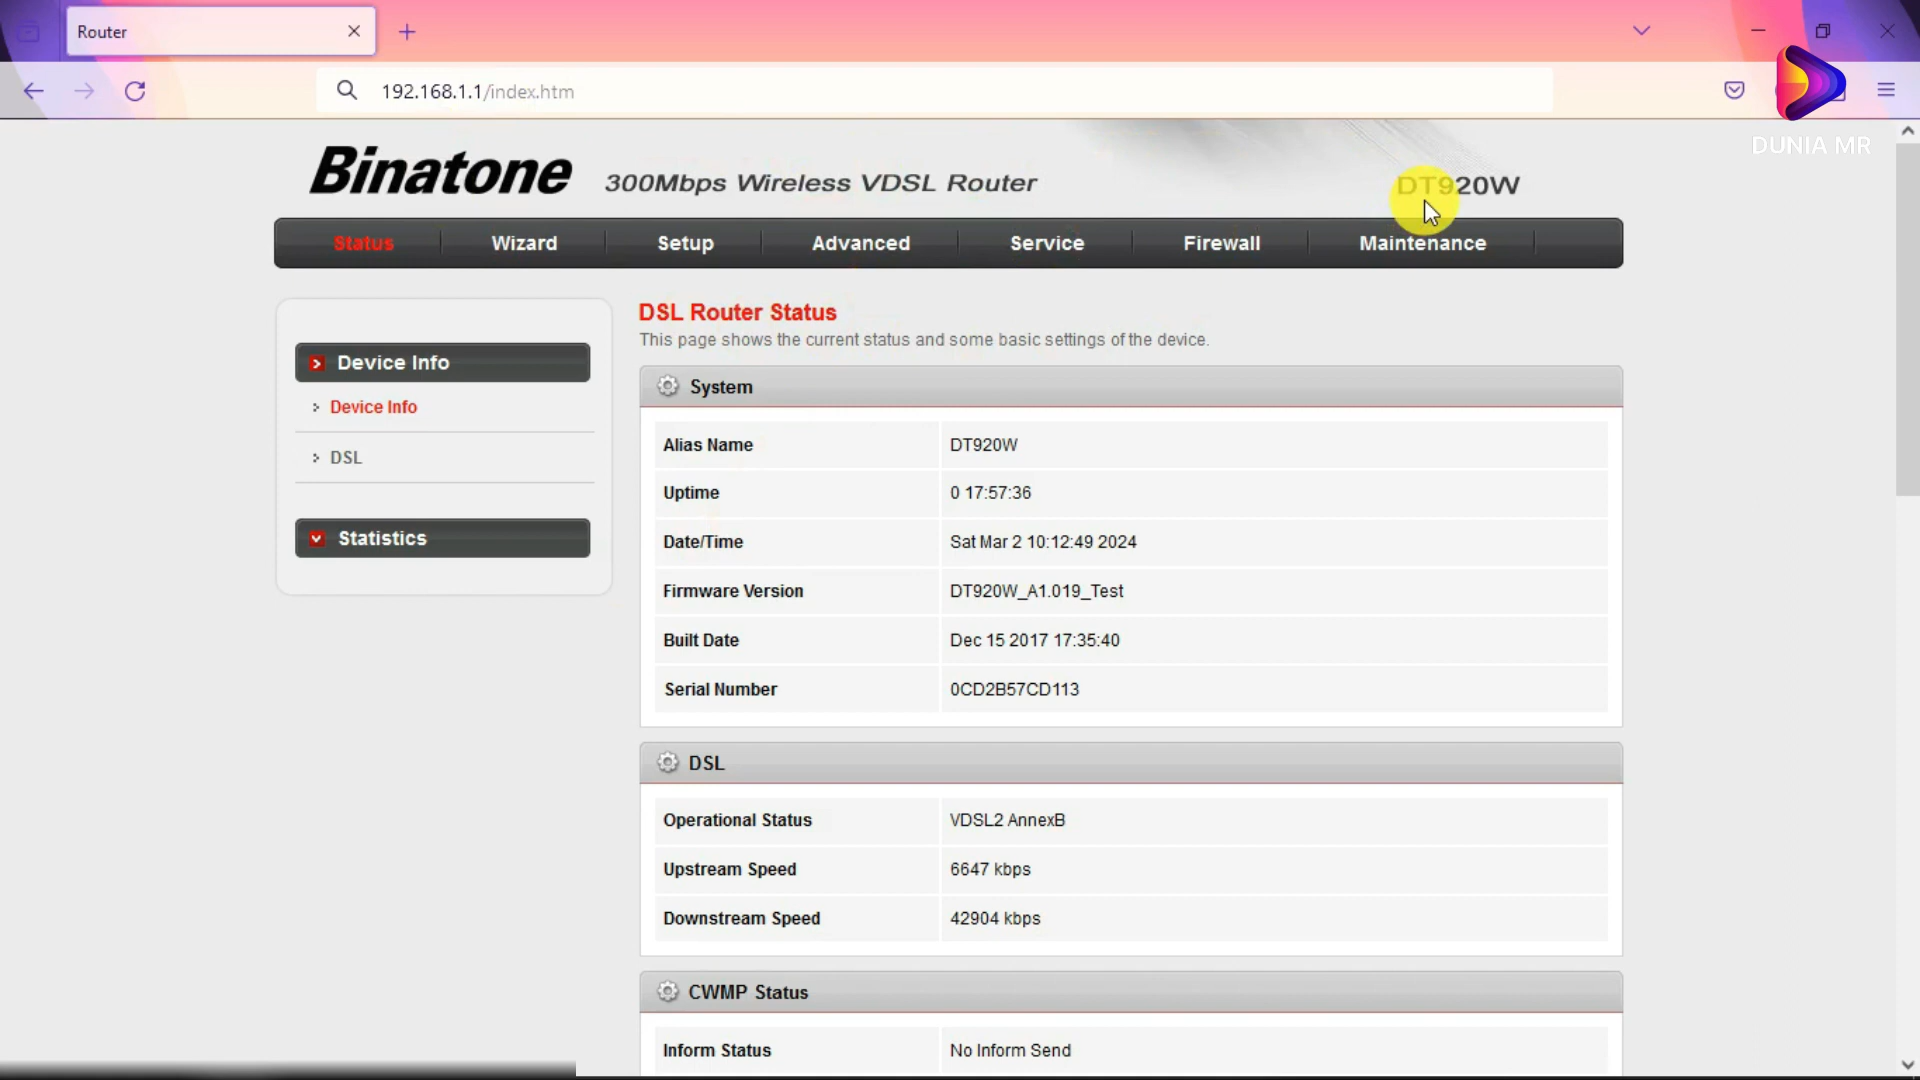 Router
192.168.1.1/index.htm
DUNIA MR
Binatone 300Mbps Wireless VDSL Router DT920W
Status Wizard Setup Advanced Service Firewall Maintenance
Device Info
Device Info
DSL
Statistics
DSL Router Status
This page shows the current status and some basic settings of the device.
System
Alias Name DT920W
Uptime 0 17:57:36
Date/Time Sat Mar 2 10:12:49 2024
Firmware Version DT920W_A1.019_Test
Built Date Dec 15 2017 17:35:40
Serial Number 0CD2B57CD113
DSL
Operational Status VDSL2 AnnexB
Upstream Speed 6647 kbps
Downstream Speed 42904 kbps
CWMP Status
Inform Status No Inform Send